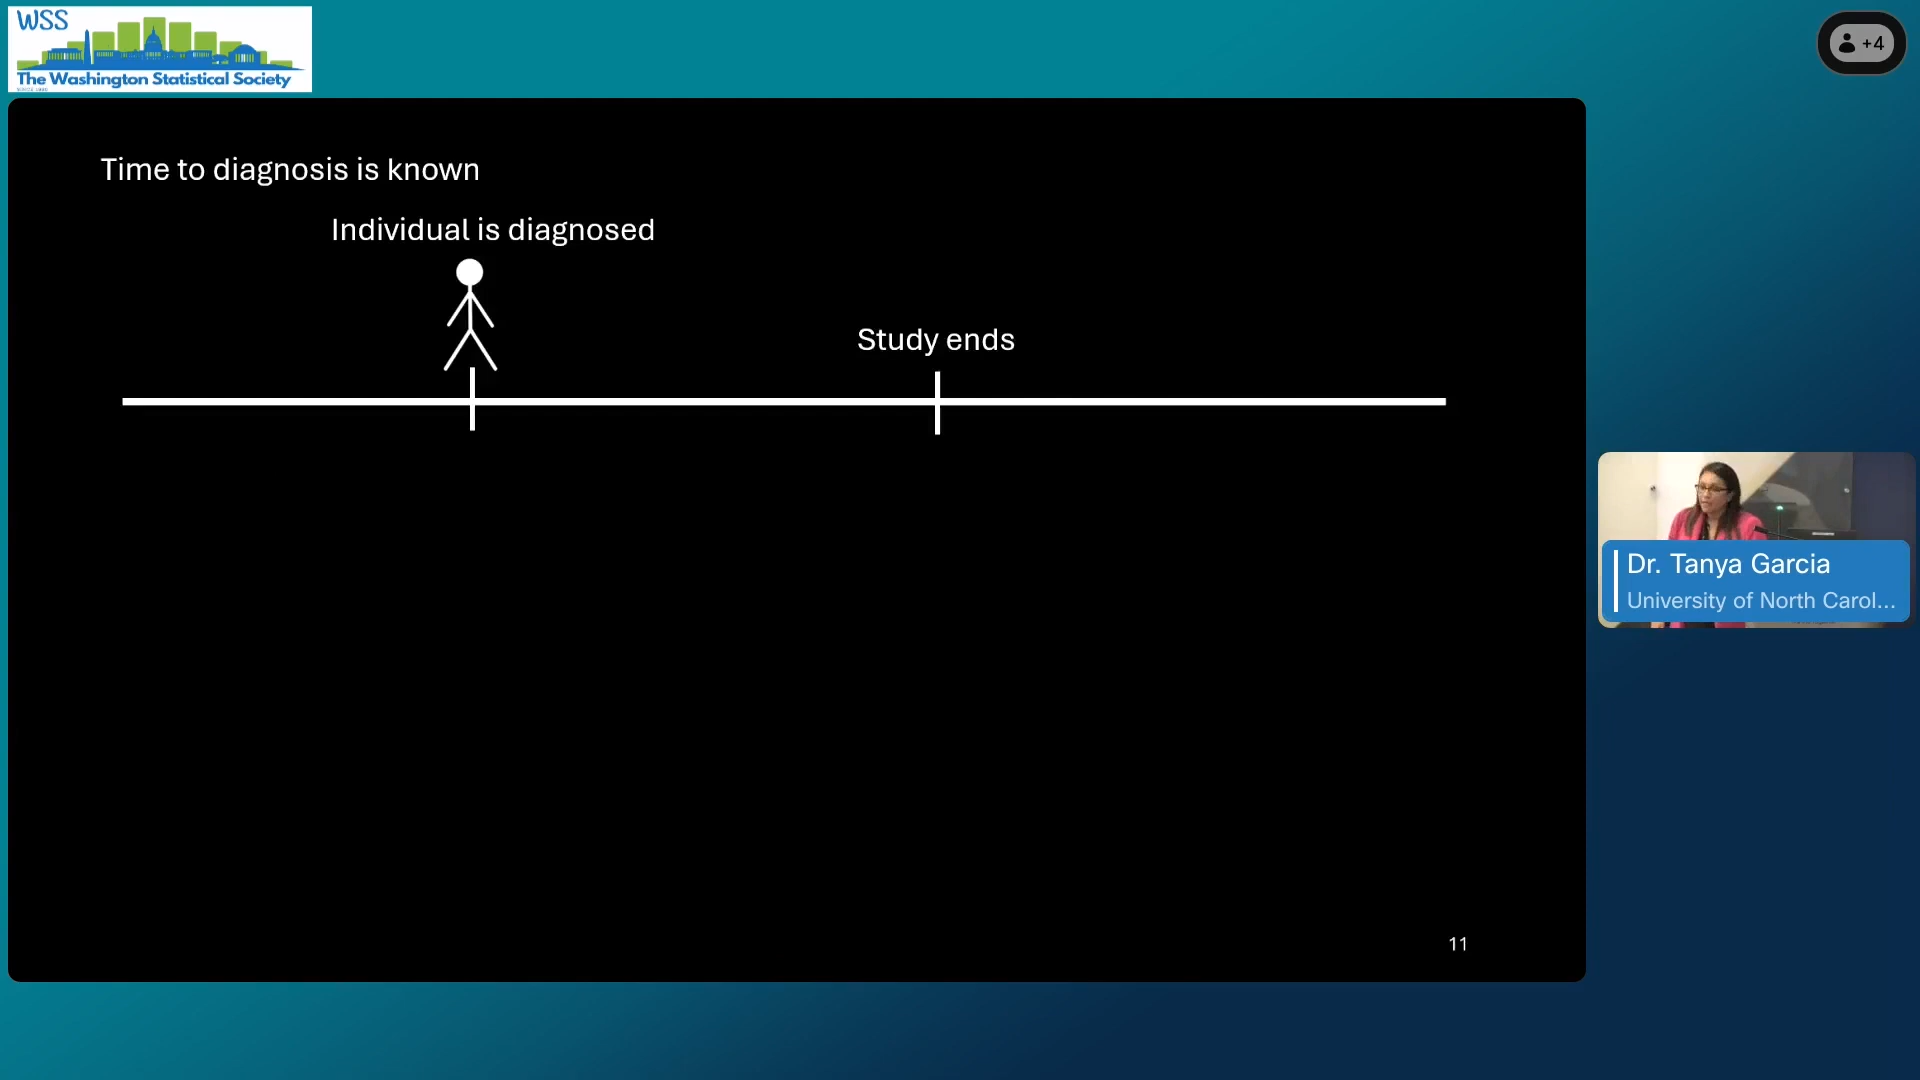 WSS
The Washington Statistical Society
+4
Time to diagnosis is known
Individual is diagnosed
Study ends
Dr. Tanya Garcia
University of North Carol...
11